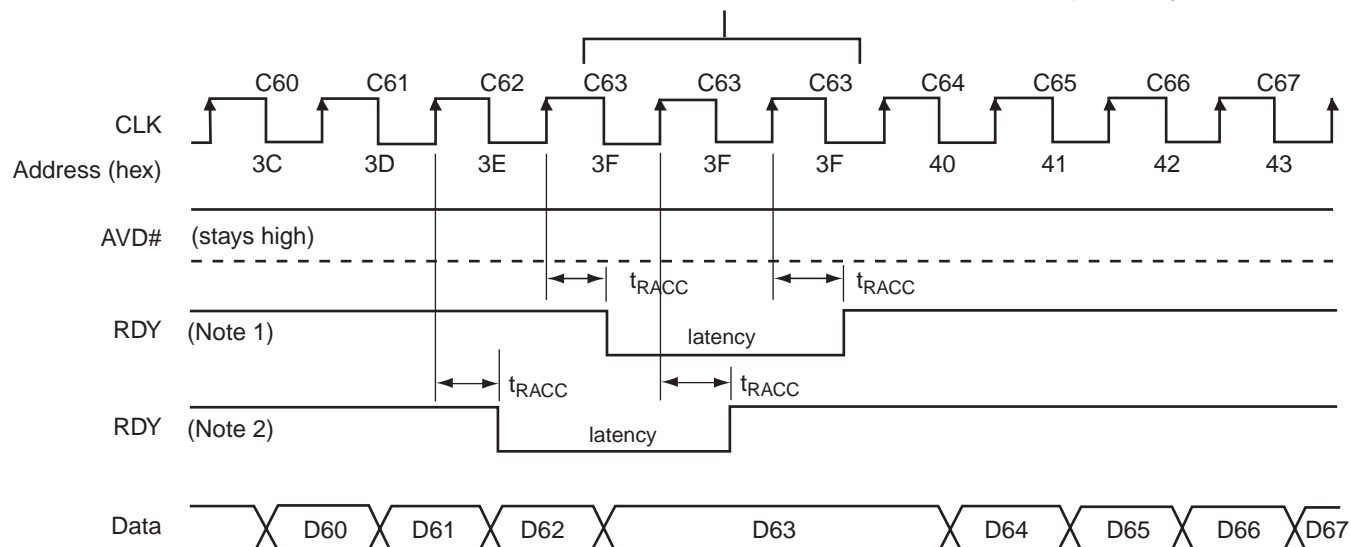 C60 C61 C62 C63 C63 C63 C64 C65 C66 C67
CLK
Address (hex) 3C 3D 3E 3F 3F 3F 40 41 42 43
AVD# (stays high)
tRACC tRACC
RDY (Note 1) latency
tRACC tRACC
RDY (Note 2) latency
Data D60 D61 D62 D63 D64 D65 D66 D67